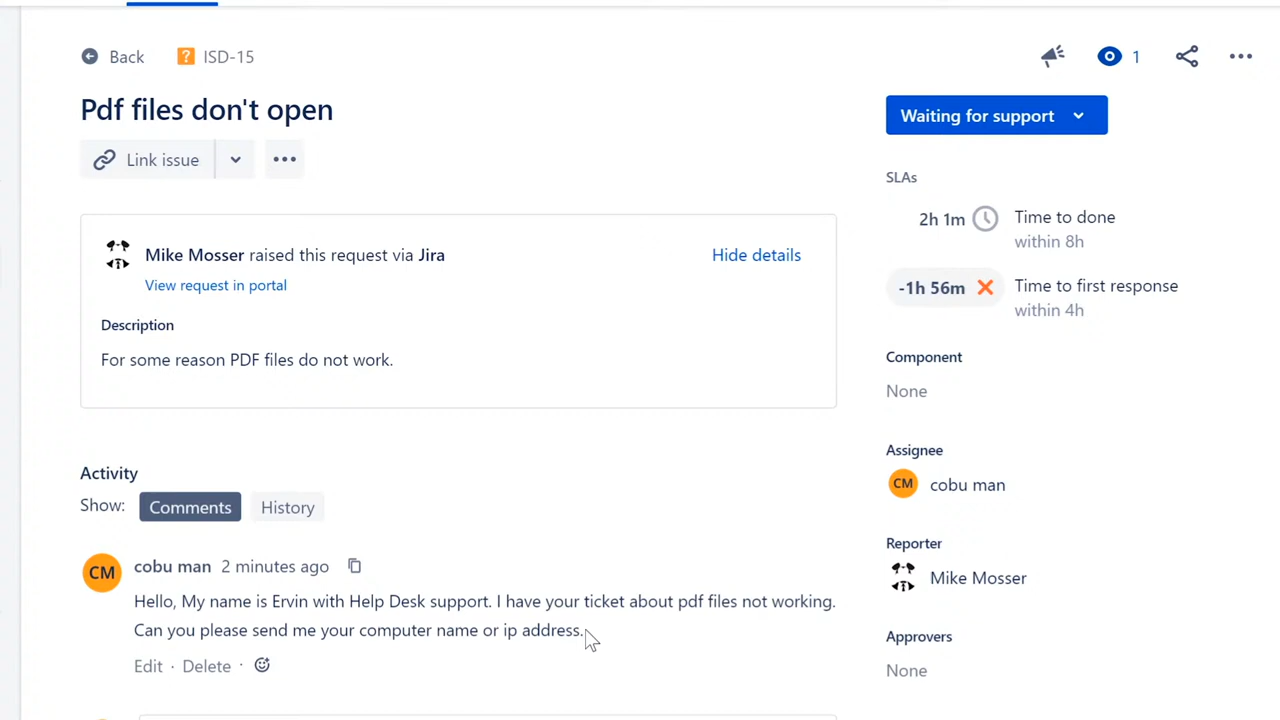 Back
ISD-15
1
Pdf files don't open
Waiting for support
Link issue
SLAs
2h 1m Time to done
within 8h
Mike Mosser raised this request via Jira
Hide details
View request in portal
-1h 56m Time to first response
within 4h
Description
For some reason PDF files do not work.
Component
None
Assignee
CM cobu man
Activity
Show: Comments History
Reporter
Mike Mosser
CM cobu man 2 minutes ago
Hello, My name is Ervin with Help Desk support. I have your ticket about pdf files not working.
Can you please send me your computer name or ip address.
Edit · Delete ·
Approvers
None